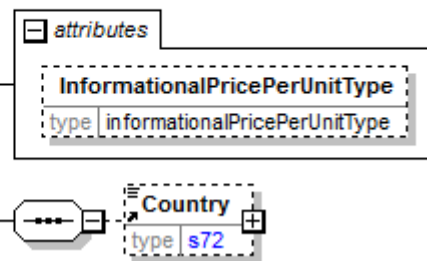 attributes
InformationalPricePerUnitType
type informationalPricePerUnitType
Country
type s72